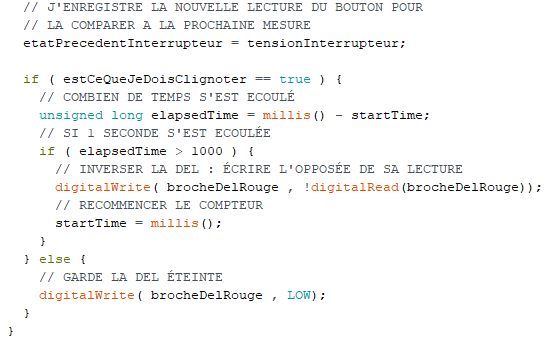 // J'ENREGISTRE LA NOUVELLE LECTURE DU BOUTON POUR
// LA COMPARER A LA PROCHAINE MESURE
etatPrecedentInterrupteur = tensionInterrupteur;
if ( estCeQueJeDoisClignoter == true ) {
// COMBIEN DE TEMPS S'EST ECOULÉ
unsigned long elapsedTime = millis() - startTime;
// SI 1 SECONDE S'EST ECOULÉE
if ( elapsedTime > 1000 ) {
// INVERSER LA DEL : ÉCRIRE L'OPPOSÉE DE SA LECTURE
digitalWrite( brocheDelRouge , !digitalRead(brocheDelRouge));
// RECOMMENCER LE COMPTEUR
startTime = millis();
}
} else {
// GARDE LA DEL ÉTEINTE
digitalWrite( brocheDelRouge , LOW);
}
}